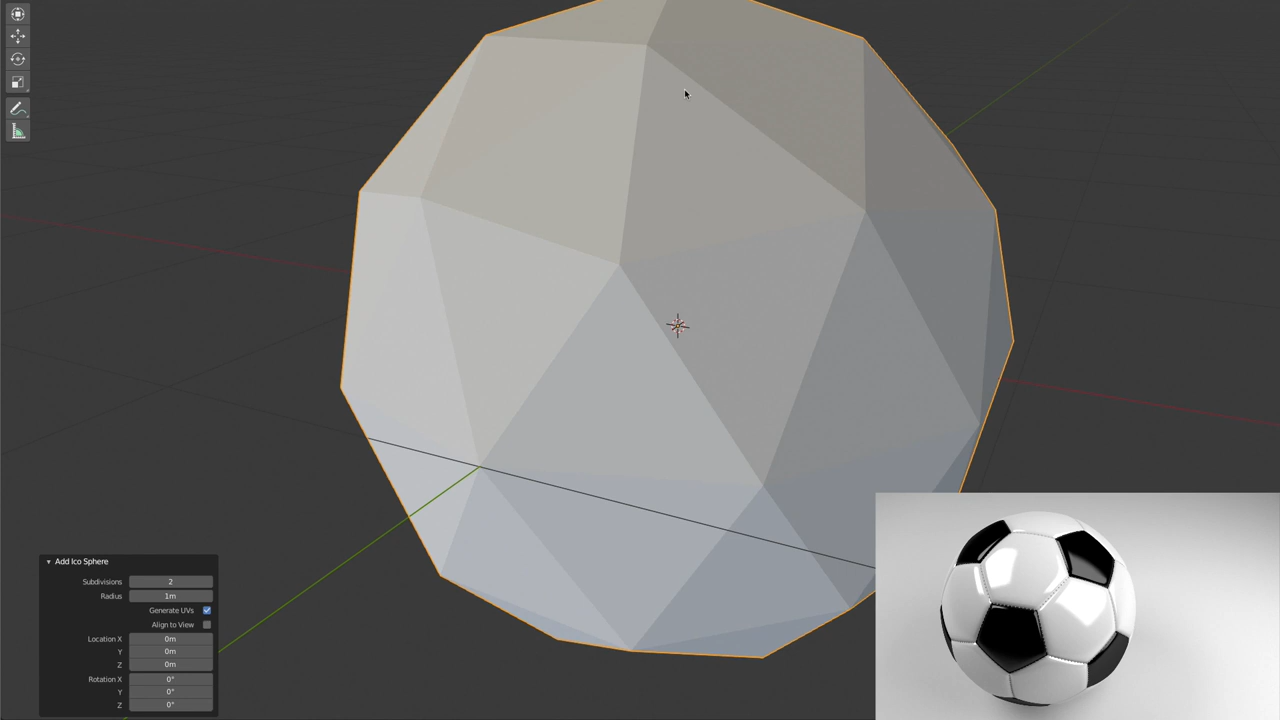 Add Ico Sphere
Subdivisions 2
Radius 1m
Generate UVs
Align to View
Location X 0m
Y 0m
Z 0m
Rotation X 0°
Y 0°
Z 0°